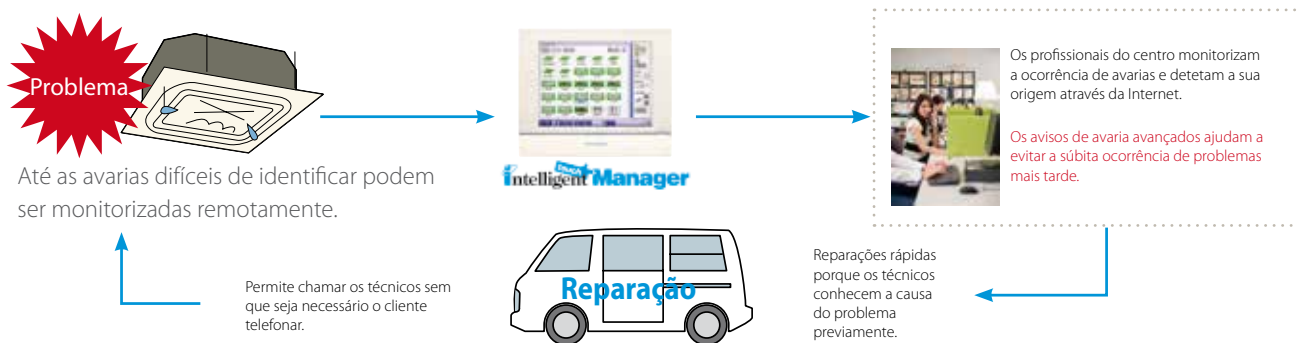 Problema
Até as avarias difíceis de identificar podem
ser monitorizadas remotamente.
intelligent Manager
Os profissionais do centro monitorizam
a ocorrência de avarias e detetam a sua
origem através da Internet.
Os avisos de avaria avançados ajudam a
evitar a súbita ocorrência de problemas
mais tarde.
Permite chamar os técnicos sem
que seja necessário o cliente
telefonar.
Reparação
Reparações rápidas
porque os técnicos
conhecem a causa
do problema
previamente.